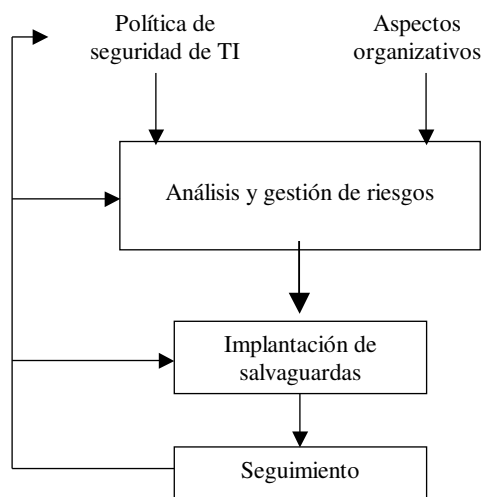 Política de
seguridad de TI
Aspectos
organizativos
Análisis y gestión de riesgos
Implantación de
salvaguardas
Seguimiento